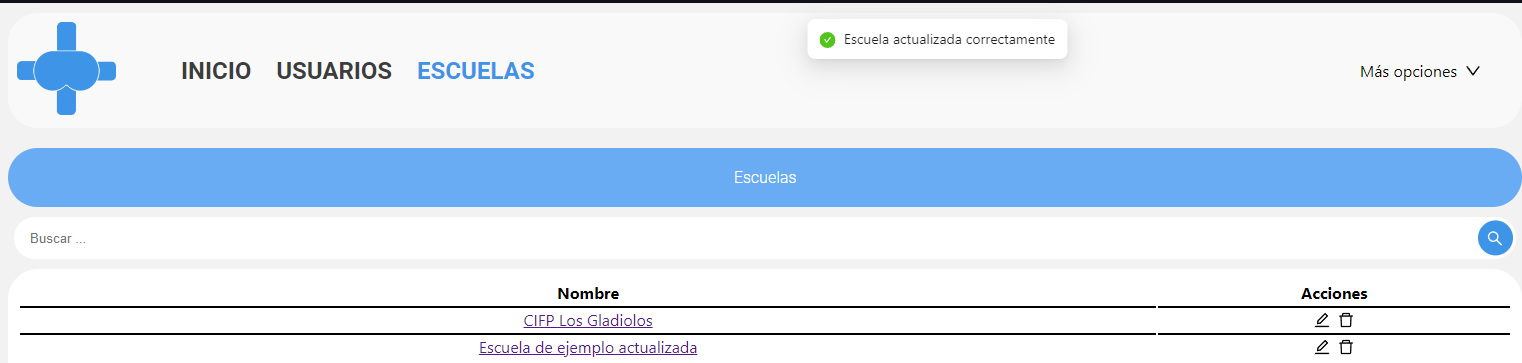 Escuela actualizada correctamente
INICIO USUARIOS ESCUELAS Más opciones
Escuelas
Buscar ...
Nombre Acciones
CIFP Los Gladiolos
Escuela de ejemplo actualizada